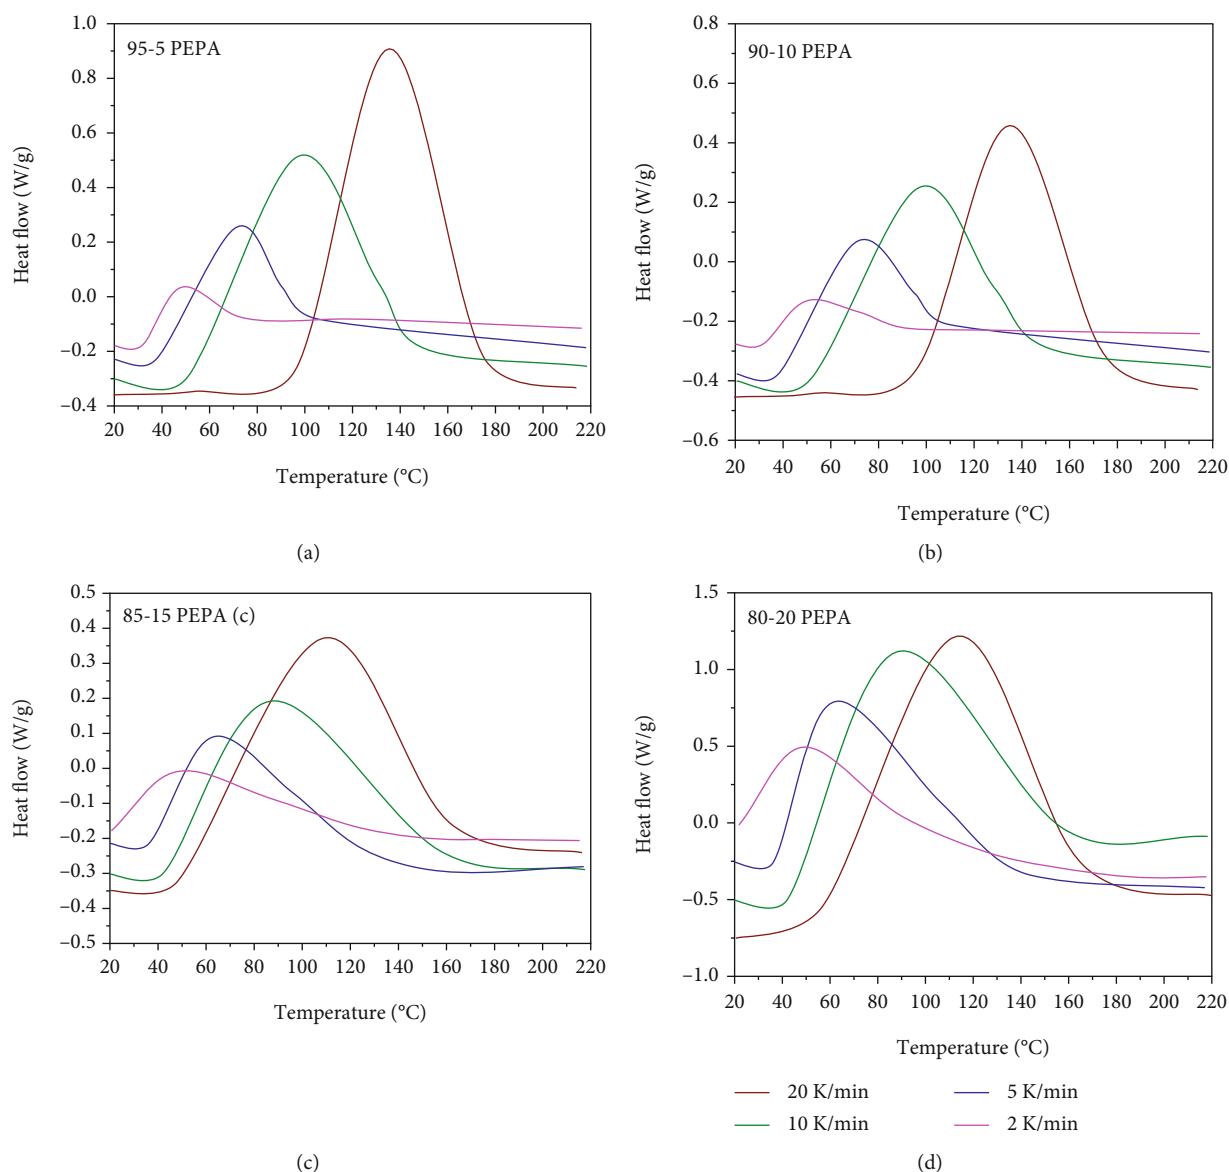 95-5 PEPA
1.0
0.8
0.6
0.4
0.2
0.0
−0.2
−0.4
Heat flow (W/g)
20 40 60 80 100 120 140 160 180 200 220
Temperature (°C)
(a)
90-10 PEPA
0.8
0.6
0.4
0.2
0.0
−0.2
−0.4
−0.6
Heat flow (W/g)
20 40 60 80 100 120 140 160 180 200 220
Temperature (°C)
(b)
85-15 PEPA (c)
0.5
0.4
0.3
0.2
0.1
0.0
−0.1
−0.2
−0.3
−0.4
−0.5
Heat flow (W/g)
20 40 60 80 100 120 140 160 180 200 220
Temperature (°C)
(c)
80-20 PEPA
1.5
1.0
0.5
0.0
−0.5
−1.0
Heat flow (W/g)
20 40 60 80 100 120 140 160 180 200 220
Temperature (°C)
20 K/min
5 K/min
10 K/min
2 K/min
(d)